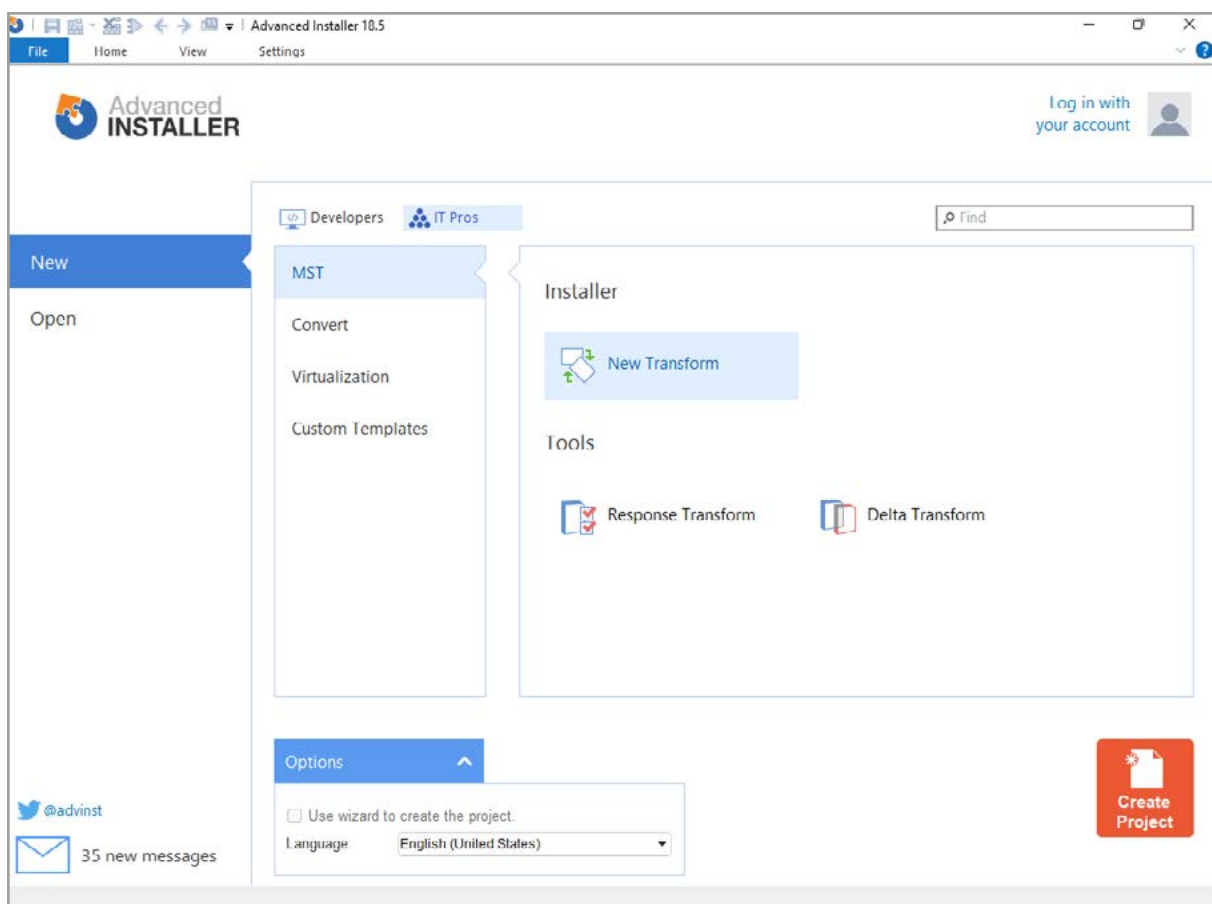 Advanced Installer 18.5
File Home View Settings
Advanced
INSTALLER
Log in with
your account
Developers IT Pros
Find
New
Open
MST
Convert
Virtualization
Custom Templates
Installer
New Transform
Tools
Response Transform Delta Transform
Options
Use wizard to create the project.
Language English (United States)
Create
Project
@advinst
35 new messages